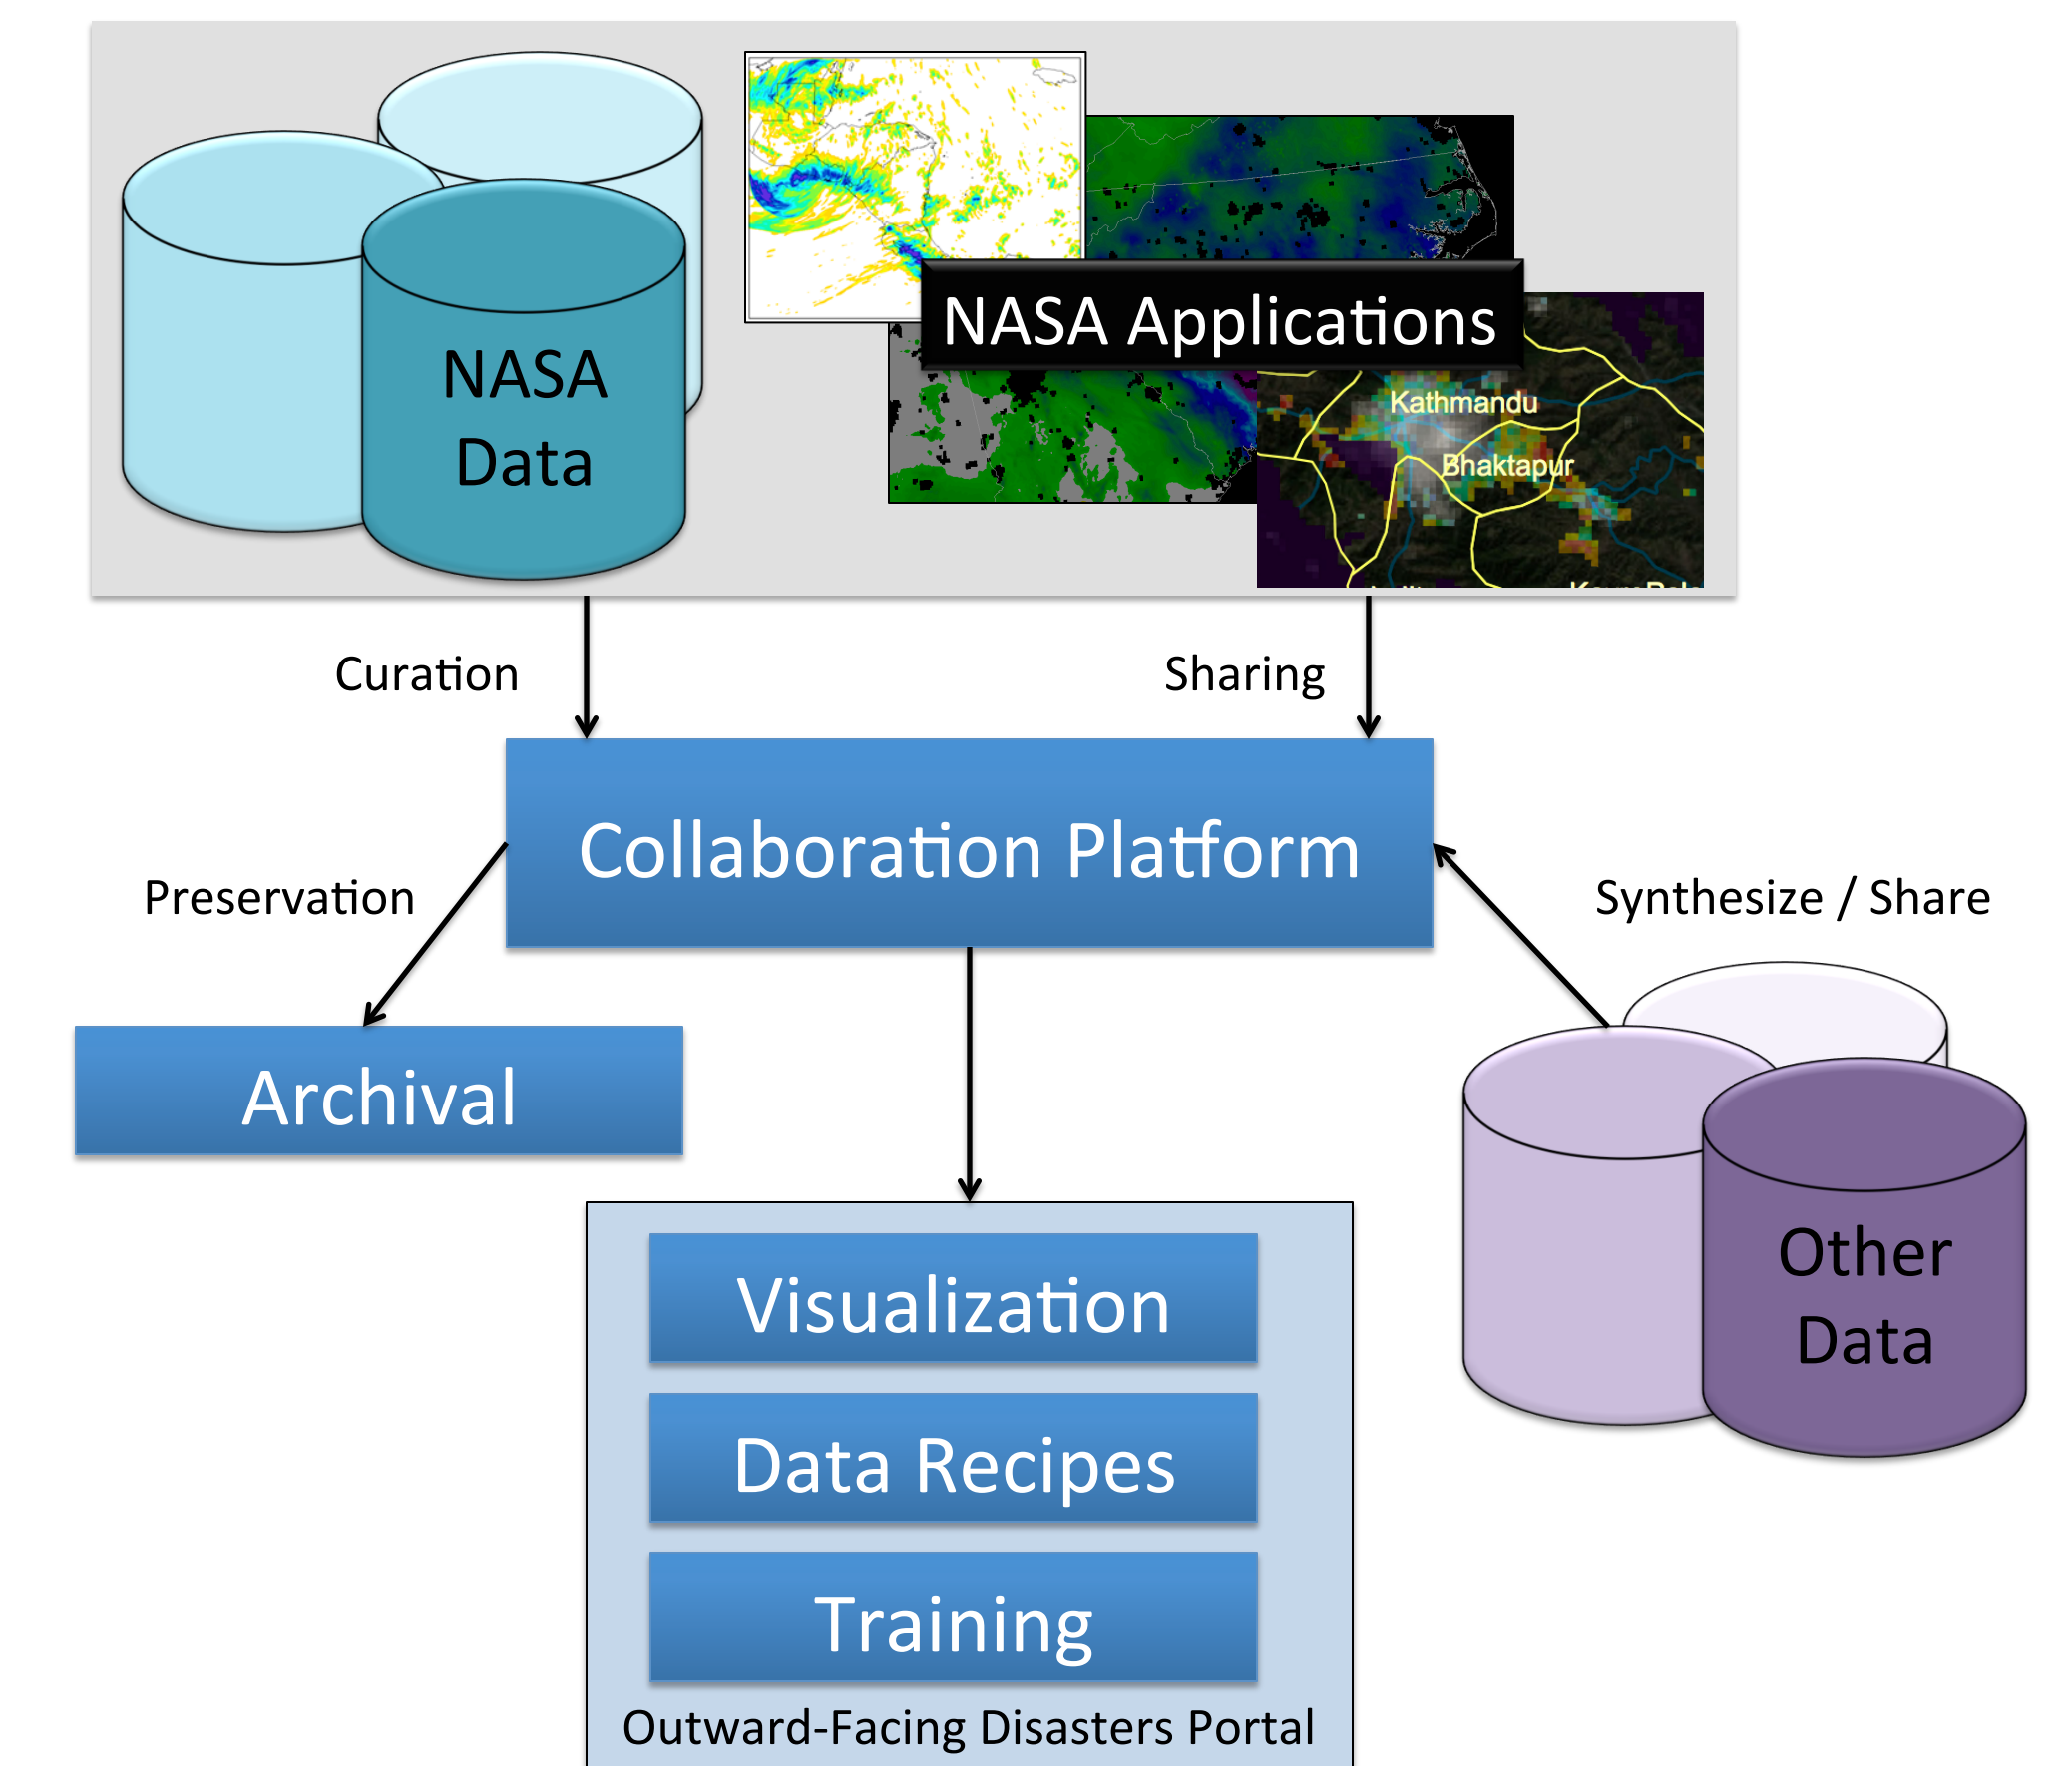 NASA Applications
NASA
Data
Kathmandu
Bhaktapur
Curation
Sharing
Collaboration Platform
Preservation
Synthesize / Share
Archival
Other
Data
Visualization
Data Recipes
Training
Outward-Facing Disasters Portal